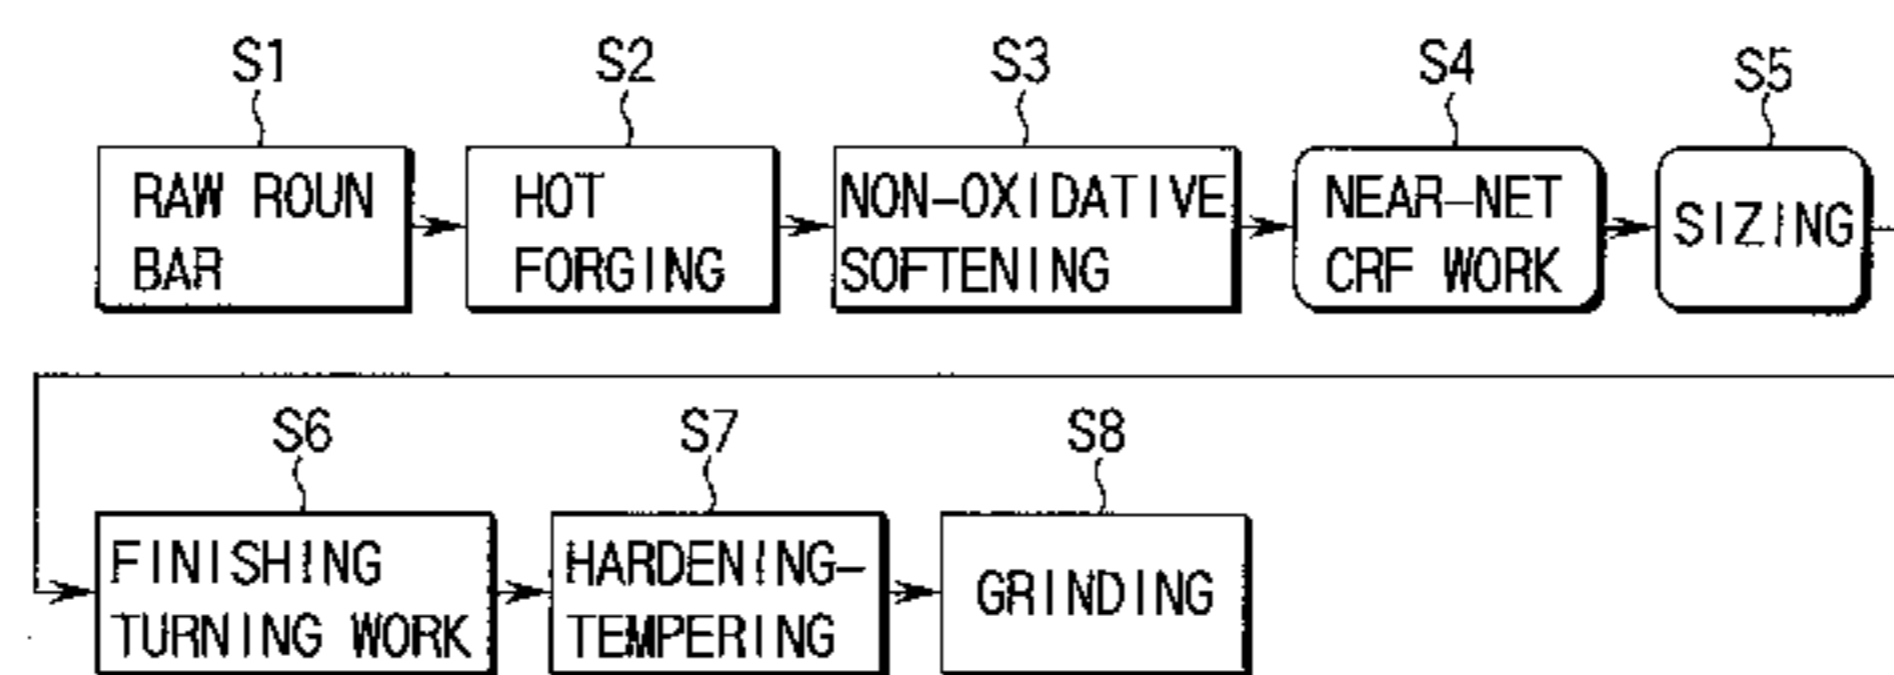 S1 S2 S3 S4 S5
RAW ROUN
BAR
HOT
FORGING
NON-OXIDATIVE
SOFTENING
NEAR-NET
CRF WORK
SIZING
S6 S7 S8
FINISHING
TURNING WORK
HARDENING-
TEMPERING
GRINDING